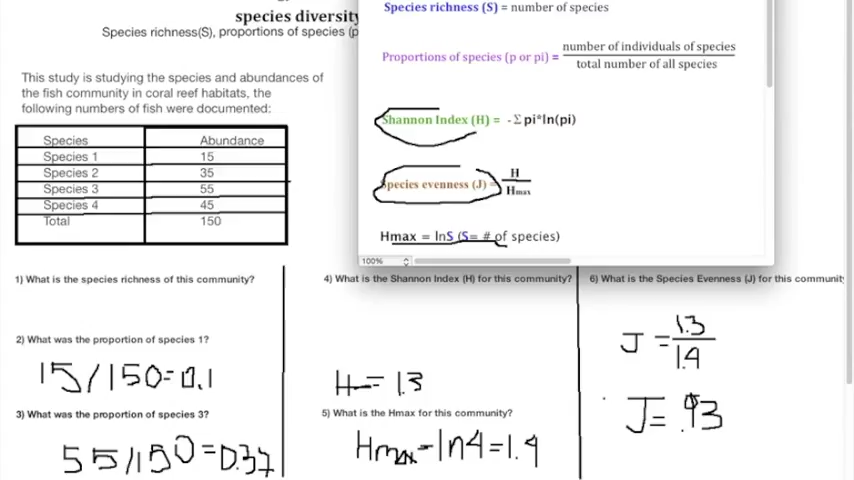 species diversity
Species richness(S), proportions of species (p
This study is studying the species and abundances of
the fish community in coral reef habitats, the
following numbers of fish were documented:
Species Abundance
Species 1 15
Species 2 35
Species 3 55
Species 4 45
Total 150
Species richness (S) = number of species
Proportions of species (p or pi) = number of individuals of species
total number of all species
Shannon Index (H) = -Σ pi*ln(pi)
Species evenness (J) = H
Hmax
Hmax = lnS (S= # of species)
100%
1) What is the species richness of this community?
2) What was the proportion of species 1?
15/150=0.1
3) What was the proportion of species 3?
55/150=0.37
4) What is the Shannon Index (H) for this community?
H=1.3
5) What is the Hmax for this community?
Hmax=ln4=1.4
6) What is the Species Evenness (J) for this communit
J=1.3
1.4
J=.93